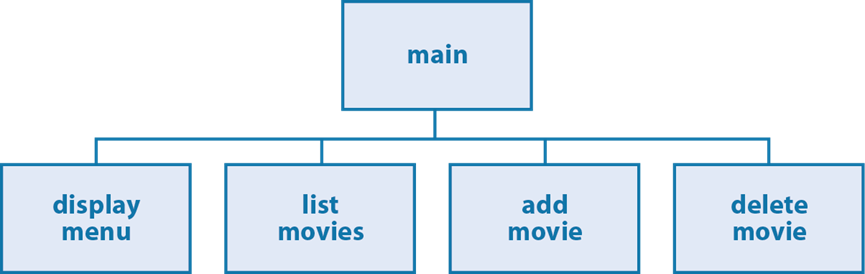 main
display
menu
list
movies
add
movie
delete
movie